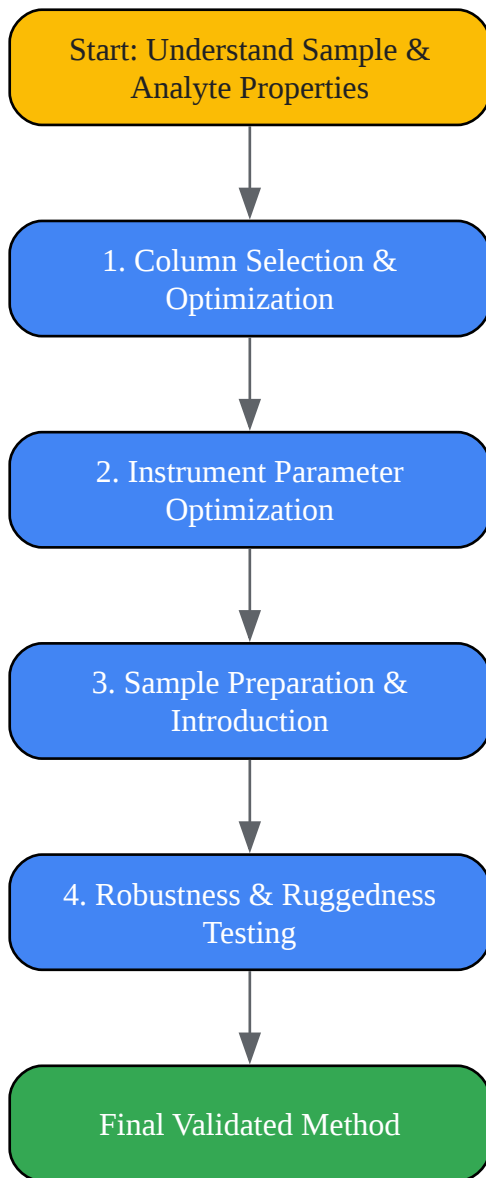 Start: Understand Sample &
Analyte Properties
1. Column Selection &
Optimization
2. Instrument Parameter
Optimization
3. Sample Preparation &
Introduction
4. Robustness & Ruggedness
Testing
Final Validated Method